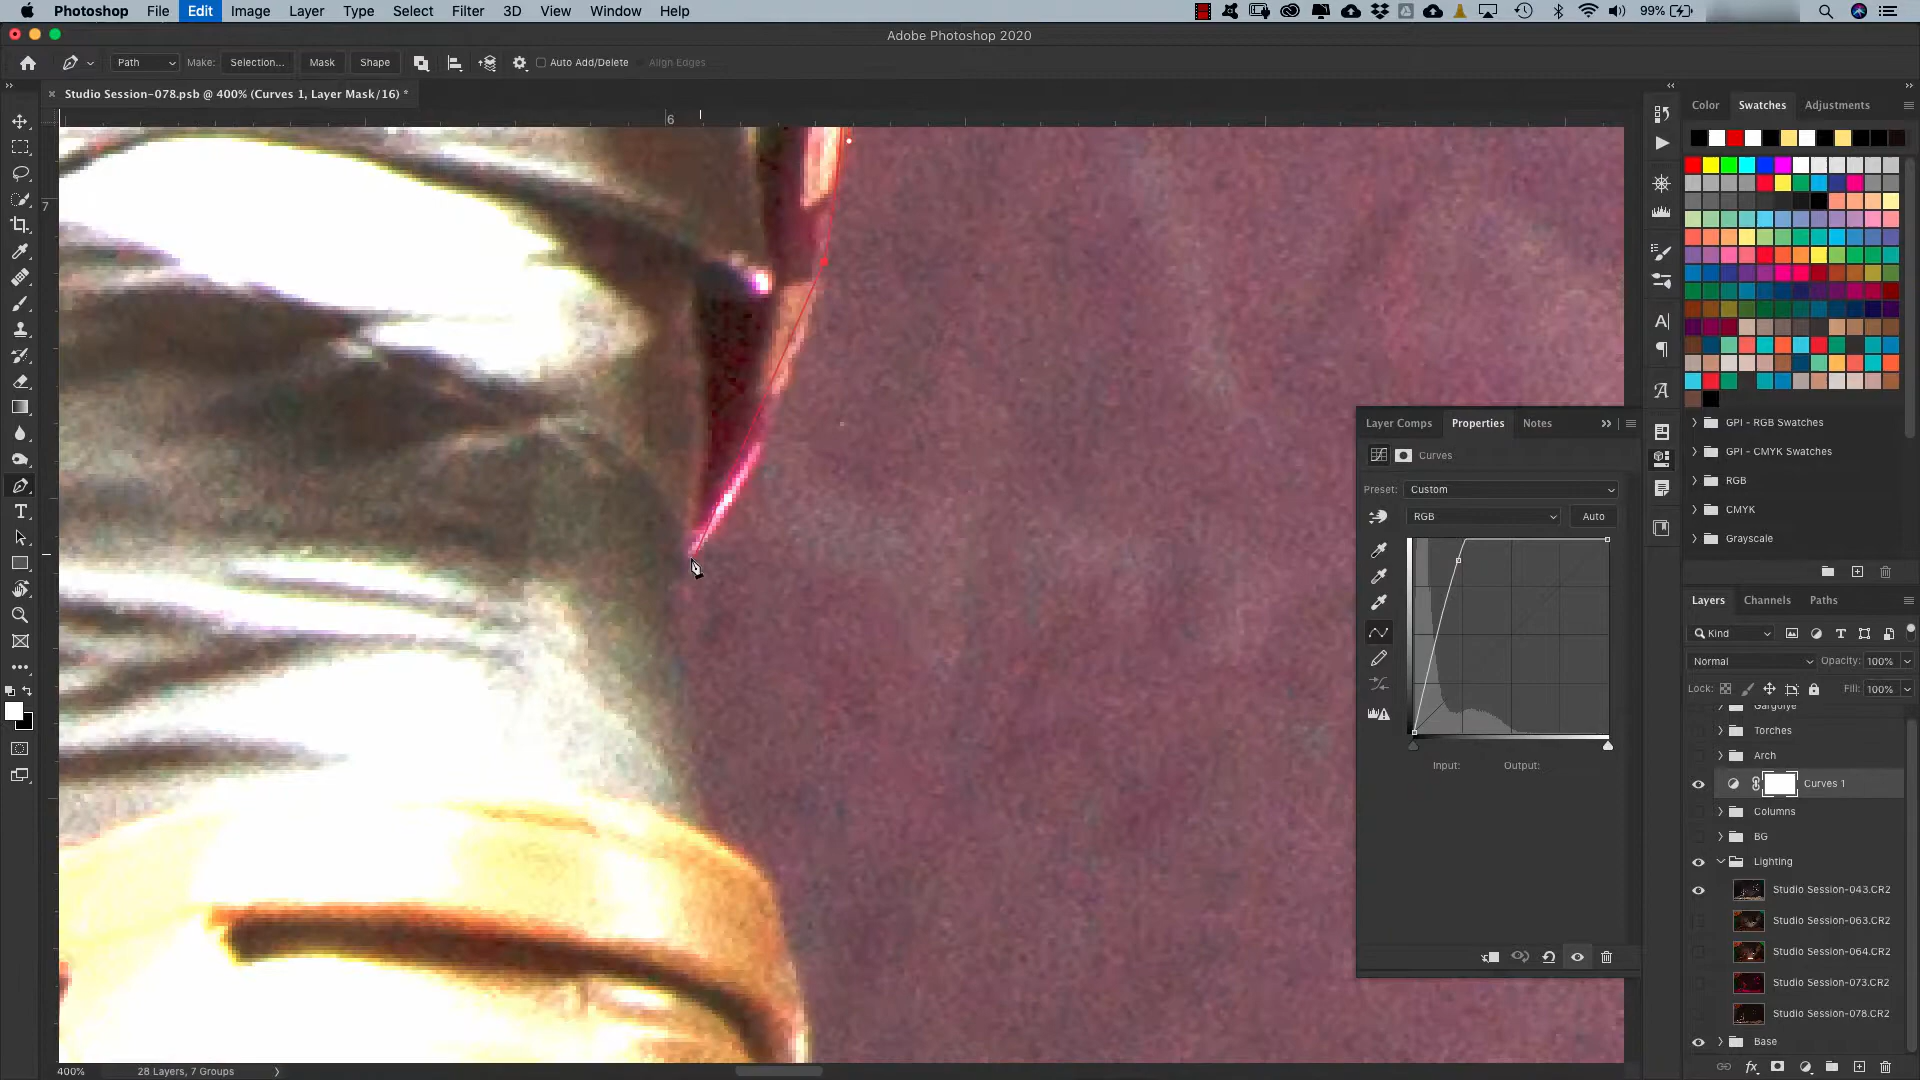 Photoshop File Edit Image Layer Type Select Filter 3D View Window Help 99%
Adobe Photoshop 2020
Path Make: Selection... Mask Shape Auto Add/Delete Align Edges
Studio Session-078.psb @ 400% (Curves 1, Layer Mask/16) *
Color Swatches Adjustments
6
7
GPI - RGB Swatches
GPI - CMYK Swatches
RGB
CMYK
Grayscale
Layer Comps Properties Notes
Curves
Preset: Custom
RGB Auto
Input: Output:
Layers Channels Paths
Kind
Normal Opacity: 100%
Lock: Fill: 100%
Gargolye
Torches
Arch
Curves 1
Columns
BG
Lighting
Studio Session-043.CR2
Studio Session-063.CR2
Studio Session-064.CR2
Studio Session-073.CR2
Studio Session-078.CR2
Base
400% 28 Layers, 7 Groups